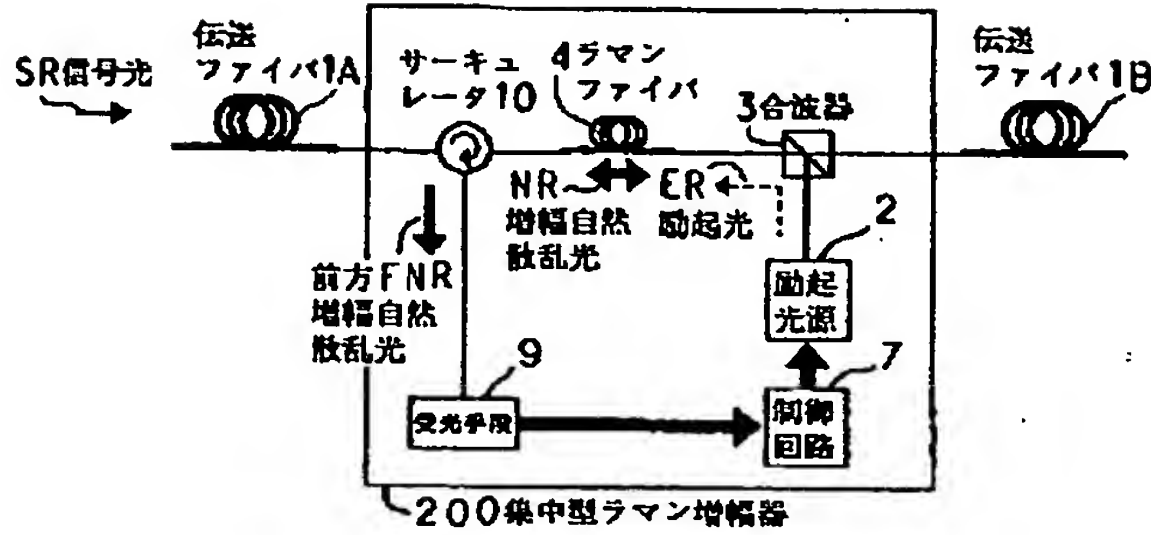 SR信号光
伝送
ファイバ1A
サーキュ
レータ10
4ラマン
ファイバ
3合波器
伝送
ファイバ1B
NR
増幅自然
散乱光
ER
励起光
2
励起
光源
前方FNR
増幅自然
散乱光
9
受光手段
7
制御
回路
200集中型ラマン増幅器